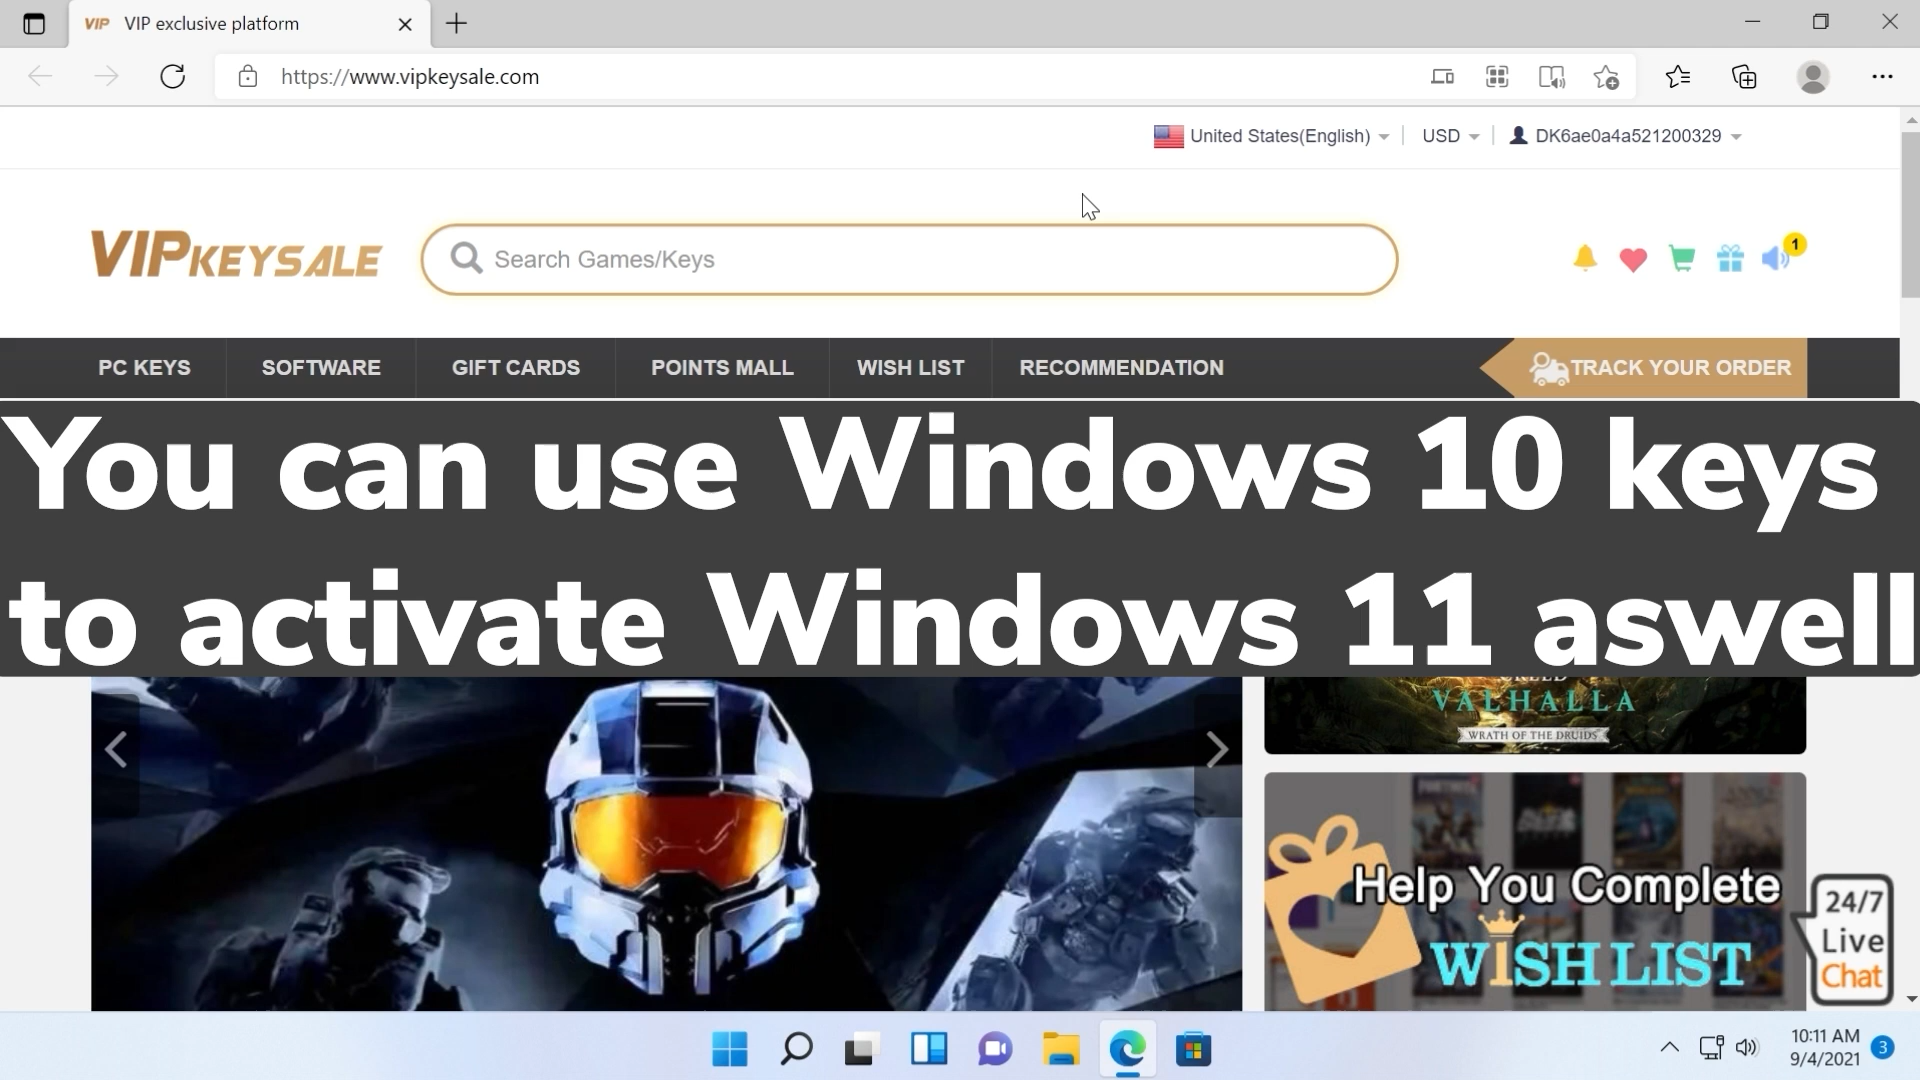 VIP VIP exclusive platform
https://www.vipkeysale.com
United States(English) USD DK6ae0a4a521200329
VIPKEYSALE Search Games/Keys 1
PC KEYS SOFTWARE GIFT CARDS POINTS MALL WISH LIST RECOMMENDATION TRACK YOUR ORDER
You can use Windows 10 keys
to activate Windows 11 aswell
VALHALLA
WRATH OF THE DRUIDS
Help You Complete
WISH LIST
24/7
Live
Chat
10:11 AM
9/4/2021 3